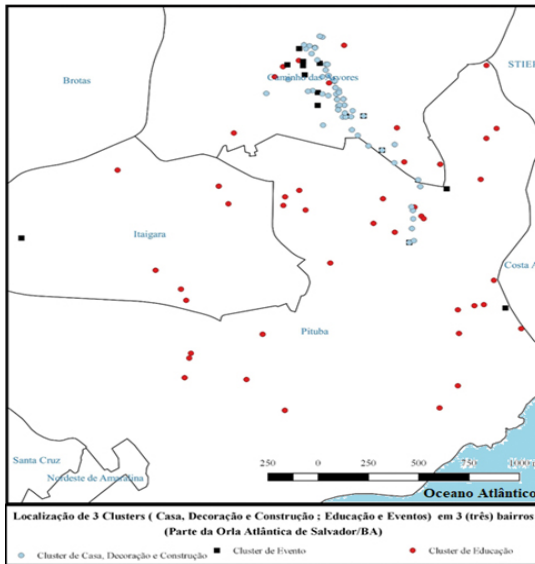 Brotas
Caminho das Árvores
STIEP
Itaigara
Costa A
Pituba
Santa Cruz
Nordeste de Amaralina
250 0 250 500 750 1000
Oceano Atlântico
Localização de 3 Clusters ( Casa, Decoração e Construção ; Educação e Eventos) em 3 (três) bairros
(Parte da Orla Atlântica de Salvador/BA)
Cluster de Casa, Decoração e Construção Cluster de Evento Cluster de Educação